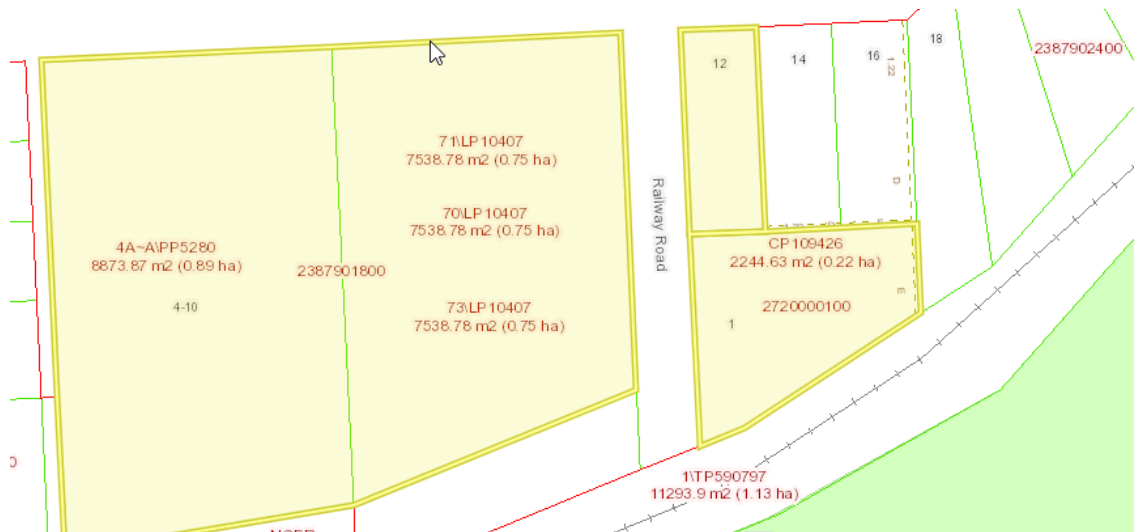 12
14
16
1.22
18
2387902400
71\LP10407
7538.78 m2 (0.75 ha)
70\LP10407
7538.78 m2 (0.75 ha)
4A~A\PP5280
8873.87 m2 (0.89 ha)
4-10
2387901800
73\LP10407
7538.78 m2 (0.75 ha)
Railway Road
D
CP109426
2244.63 m2 (0.22 ha)
E
2720000100
1
1\TP590797
11293.9 m2 (1.13 ha)